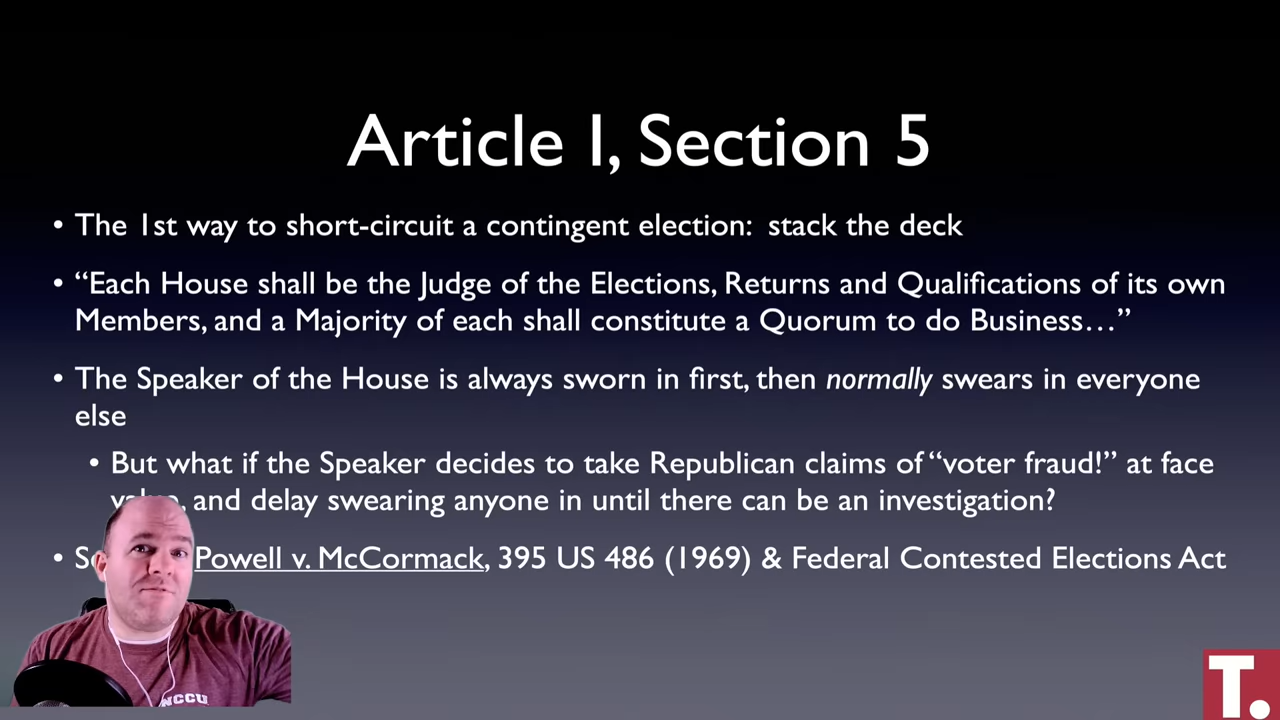 Article I, Section 5
• The 1st way to short-circuit a contingent election: stack the deck
• “Each House shall be the Judge of the Elections, Returns and Qualifications of its own
Members, and a Majority of each shall constitute a Quorum to do Business…”
• The Speaker of the House is always sworn in first, then normally swears in everyone
else
• But what if the Speaker decides to take Republican claims of “voter fraud!” at face
and delay swearing anyone in until there can be an investigation?
• Powell v. McCormack, 395 US 486 (1969) & Federal Contested Elections Act
NCCU
T.